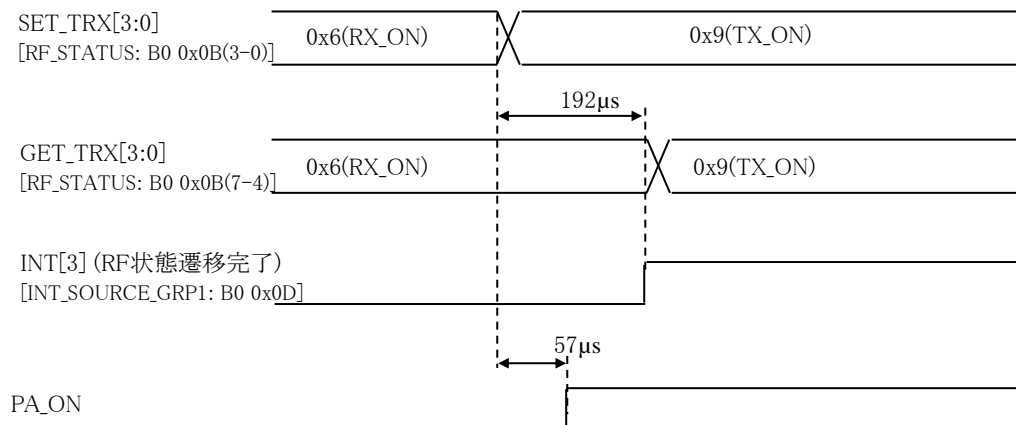 SET_TRX[3:0]
[RF_STATUS: B0 0x0B(3-0)]
0x6(RX_ON)
0x9(TX_ON)
192µs
GET_TRX[3:0]
[RF_STATUS: B0 0x0B(7-4)]
0x6(RX_ON)
0x9(TX_ON)
INT[3] (RF状態遷移完了)
[INT_SOURCE_GRP1: B0 0x0D]
57µs
PA_ON